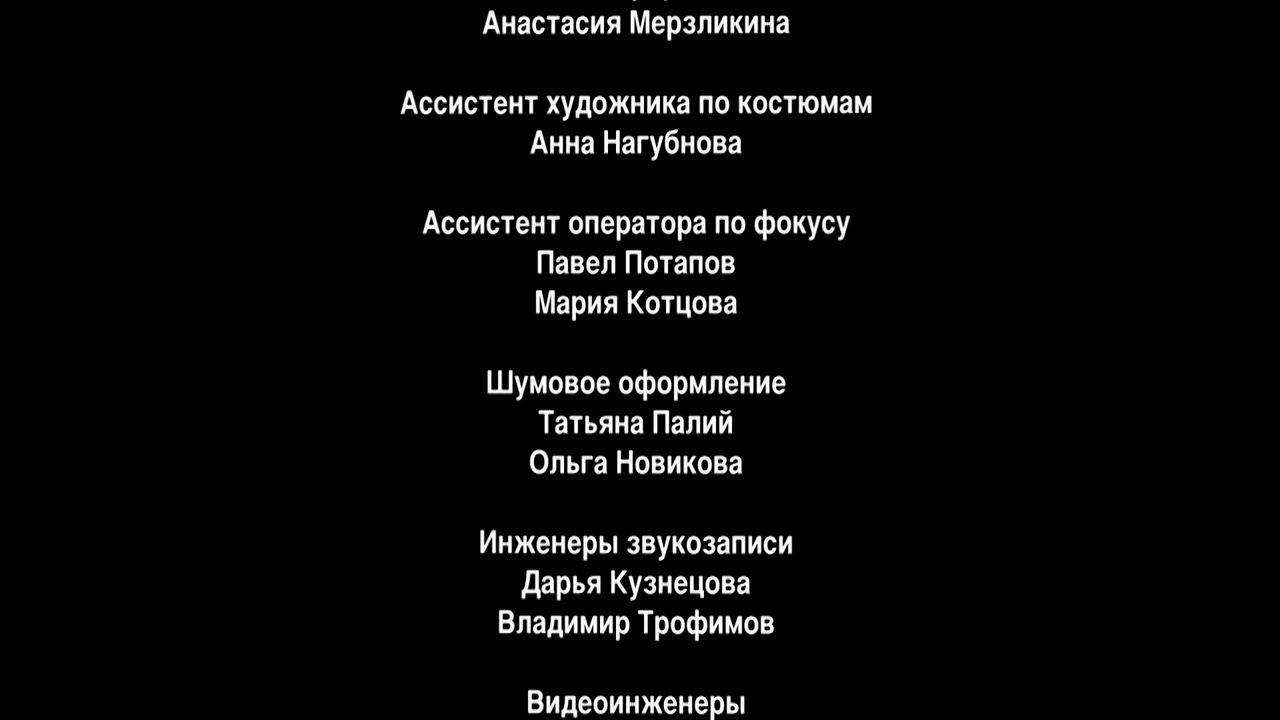 Анастасия Мерзликина
Ассистент художника по костюмам
Анна Нагубнова
Ассистент оператора по фокусу
Павел Потапов
Мария Котцова
Шумовое оформление
Татьяна Палий
Ольга Новикова
Инженеры звукозаписи
Дарья Кузнецова
Владимир Трофимов
Видеоинженеры